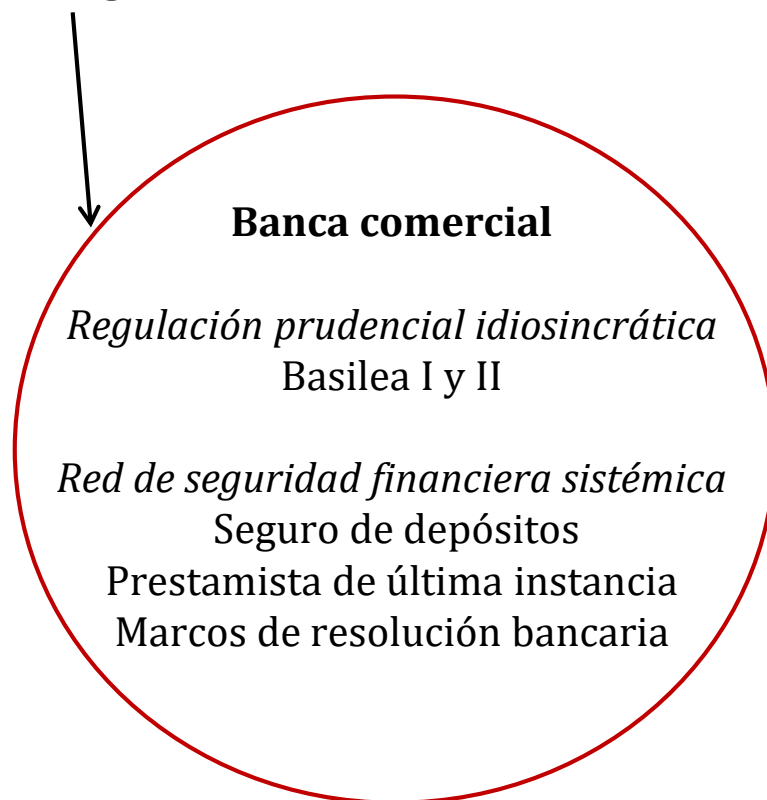 Banca comercial
Regulación prudencial idiosincrática
Basilea I y II
Red de seguridad financiera sistémica
Seguro de depósitos
Prestamista de última instancia
Marcos de resolución bancaria